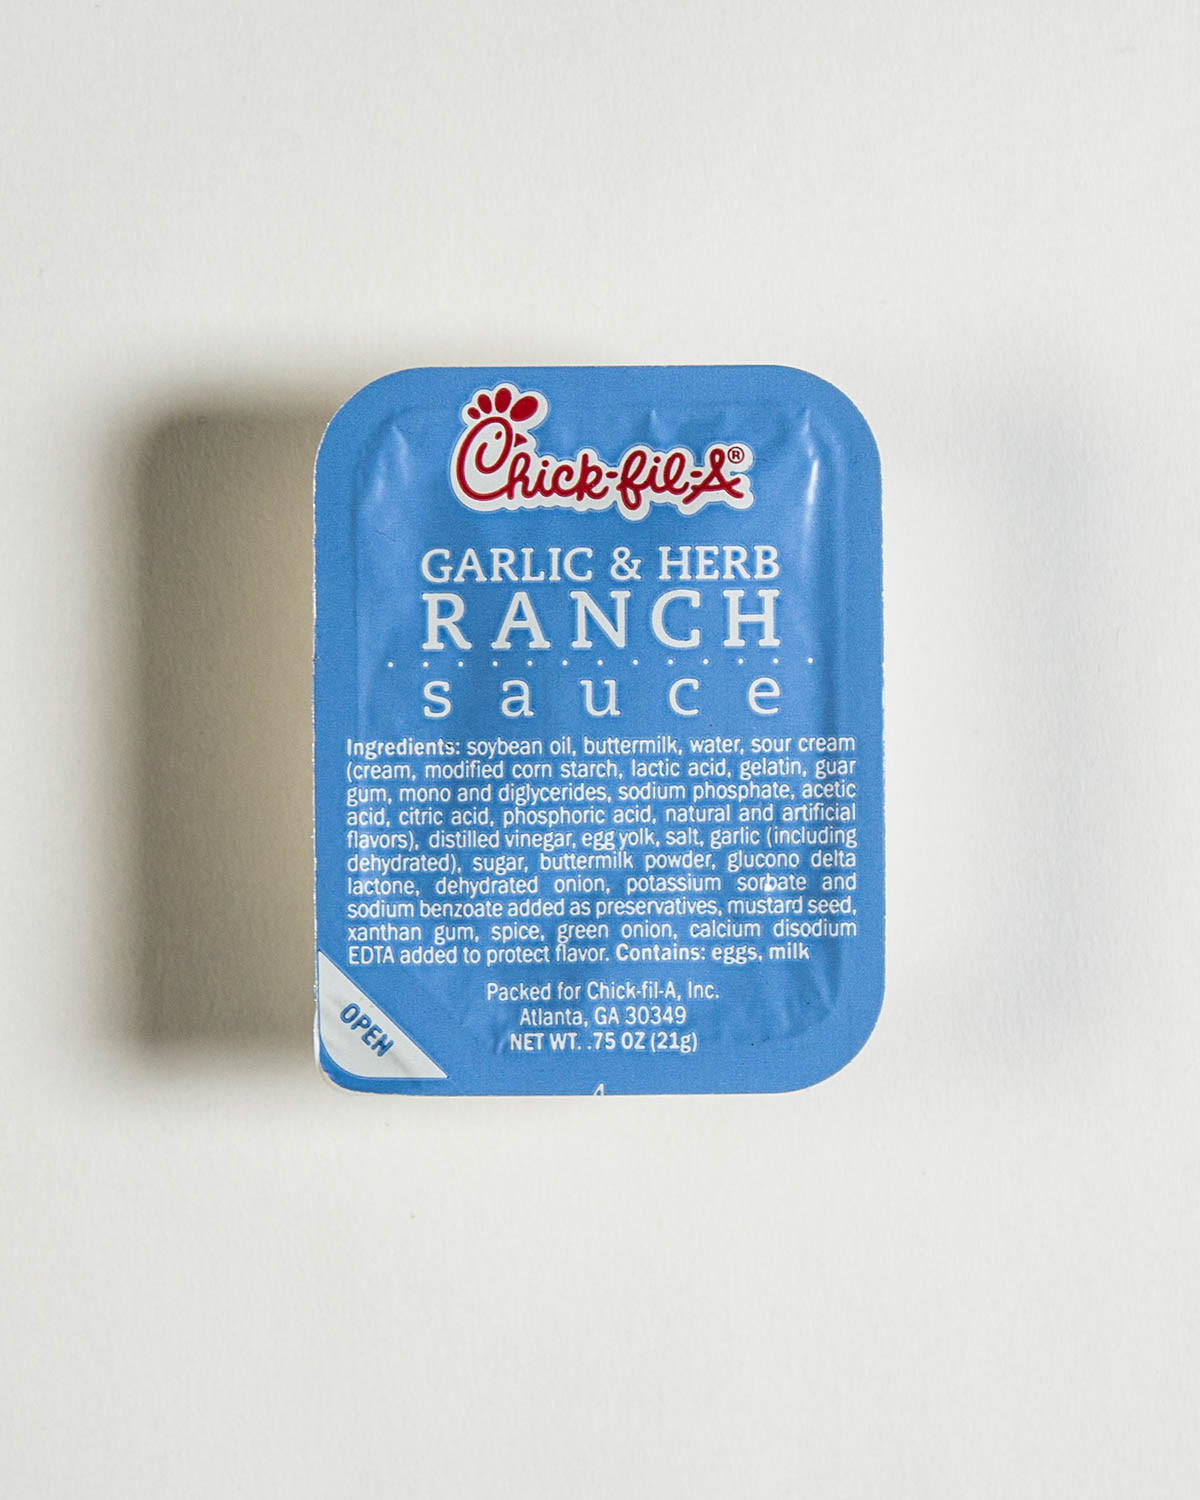 Chick-fil-A®
GARLIC & HERB
RANCH
sauce
Ingredients: soybean oil, buttermilk, water, sour cream
(cream, modified corn starch, lactic acid, gelatin, guar
gum, mono and diglycerides, sodium phosphate, acetic
acid, citric acid, phosphoric acid, natural and artificial
flavors), distilled vinegar, egg yolk, salt, garlic (including
dehydrated), sugar, buttermilk powder, glucono delta
lactone, dehydrated onion, potassium sorbate and
sodium benzoate added as preservatives, mustard seed,
xanthan gum, spice, green onion, calcium disodium
EDTA added to protect flavor. Contains: eggs, milk
Packed for Chick-fil-A, Inc.
Atlanta, GA 30349
NET WT. .75 OZ (21g)
OPEN
4